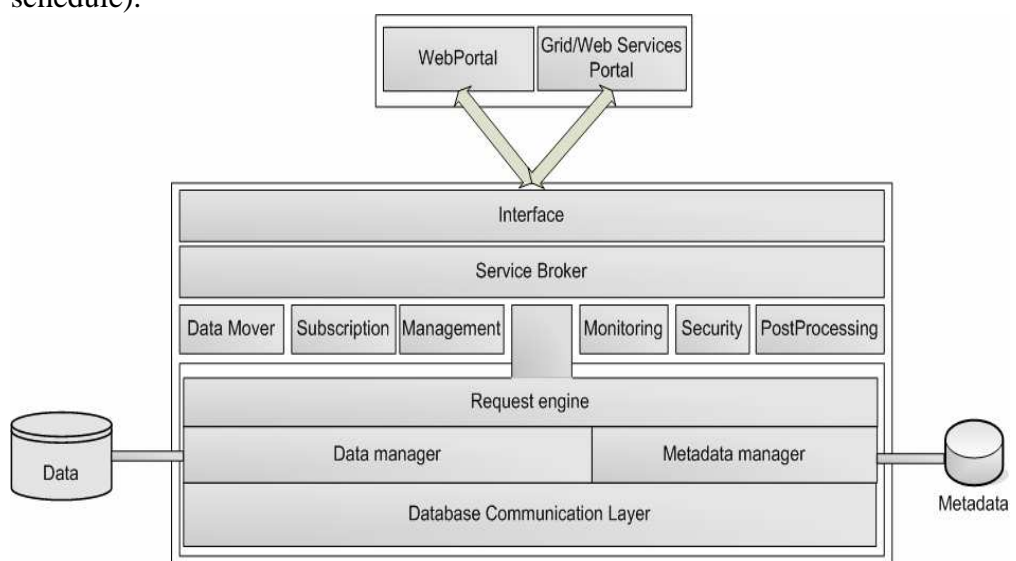 schedule).
WebPortal
Grid/Web Services
Portal
Interface
Service Broker
Data Mover
Subscription
Management
Monitoring
Security
PostProcessing
Request engine
Data manager
Metadata manager
Database Communication Layer
Data
Metadata